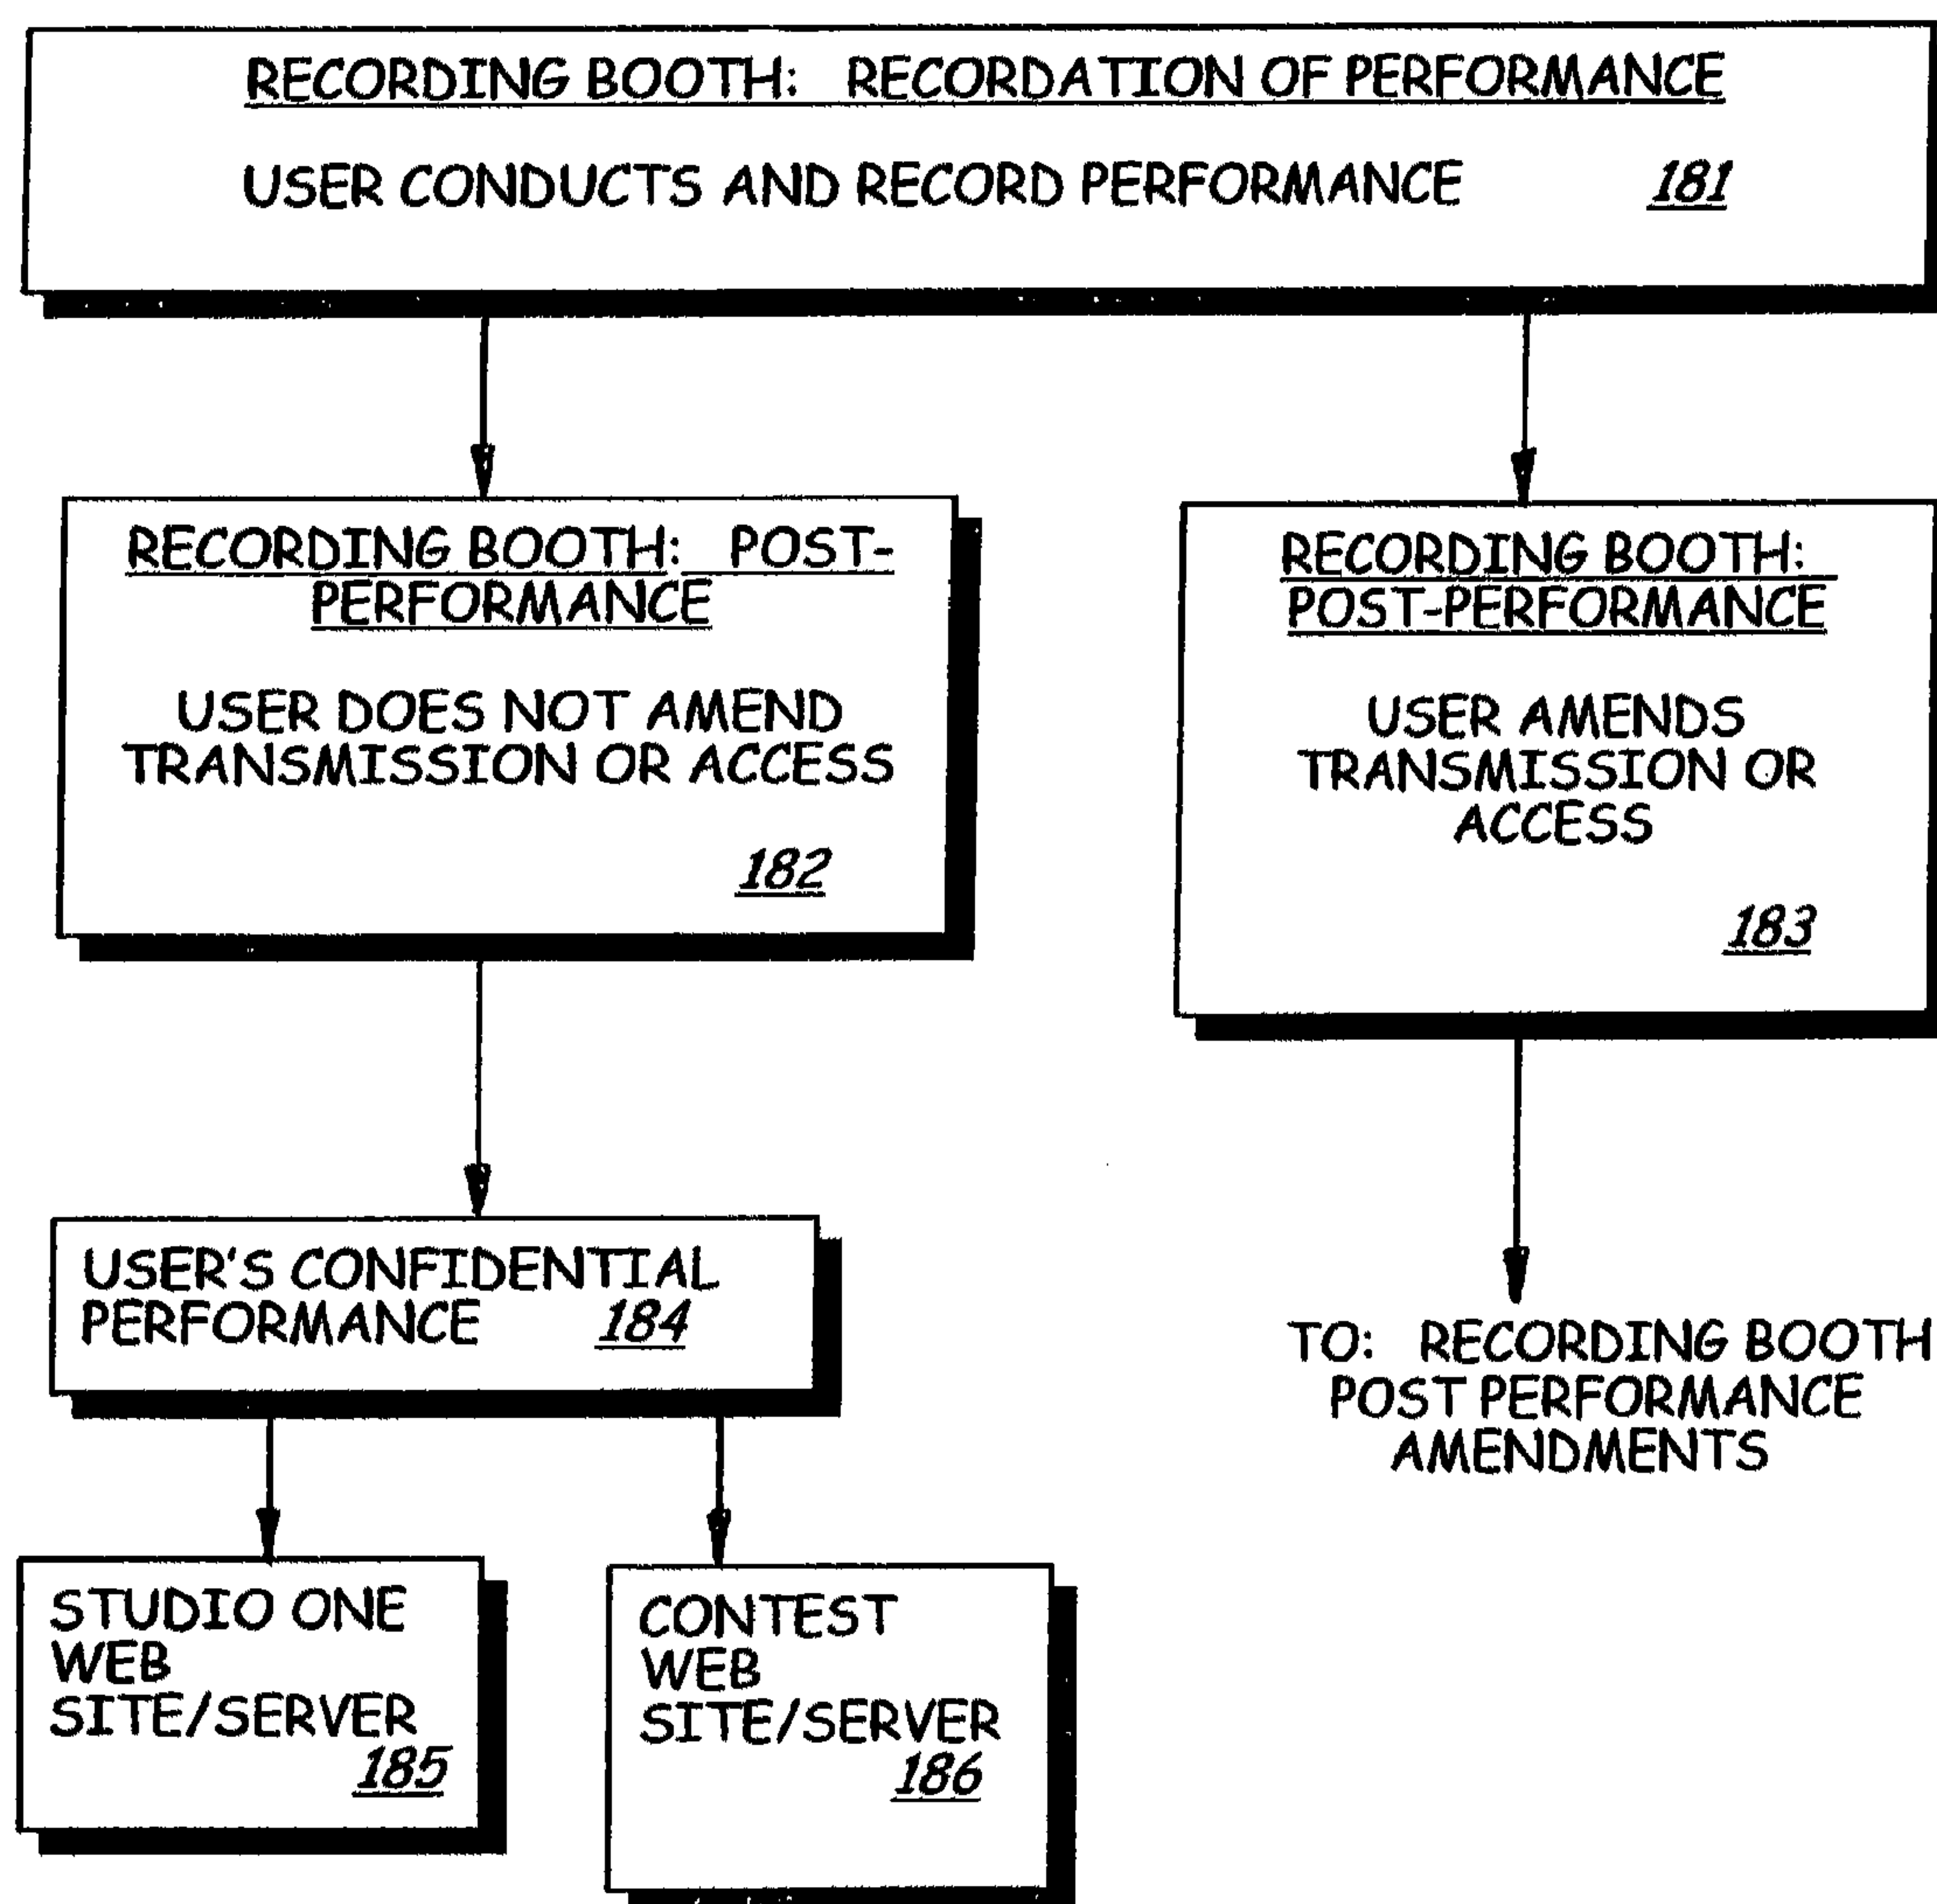 RECORDING BOOTH: RECORDATION OF PERFORMANCE
USER CONDUCTS AND RECORD PERFORMANCE 181
RECORDING BOOTH: POST-
PERFORMANCE
USER DOES NOT AMEND
TRANSMISSION OR ACCESS
182
RECORDING BOOTH:
POST-PERFORMANCE
USER AMENDS
TRANSMISSION OR
ACCESS
183
USER'S CONFIDENTIAL
PERFORMANCE 184
TO: RECORDING BOOTH
POST PERFORMANCE
AMENDMENTS
STUDIO ONE
WEB
SITE/SERVER
185
CONTEST
WEB
SITE/SERVER
186